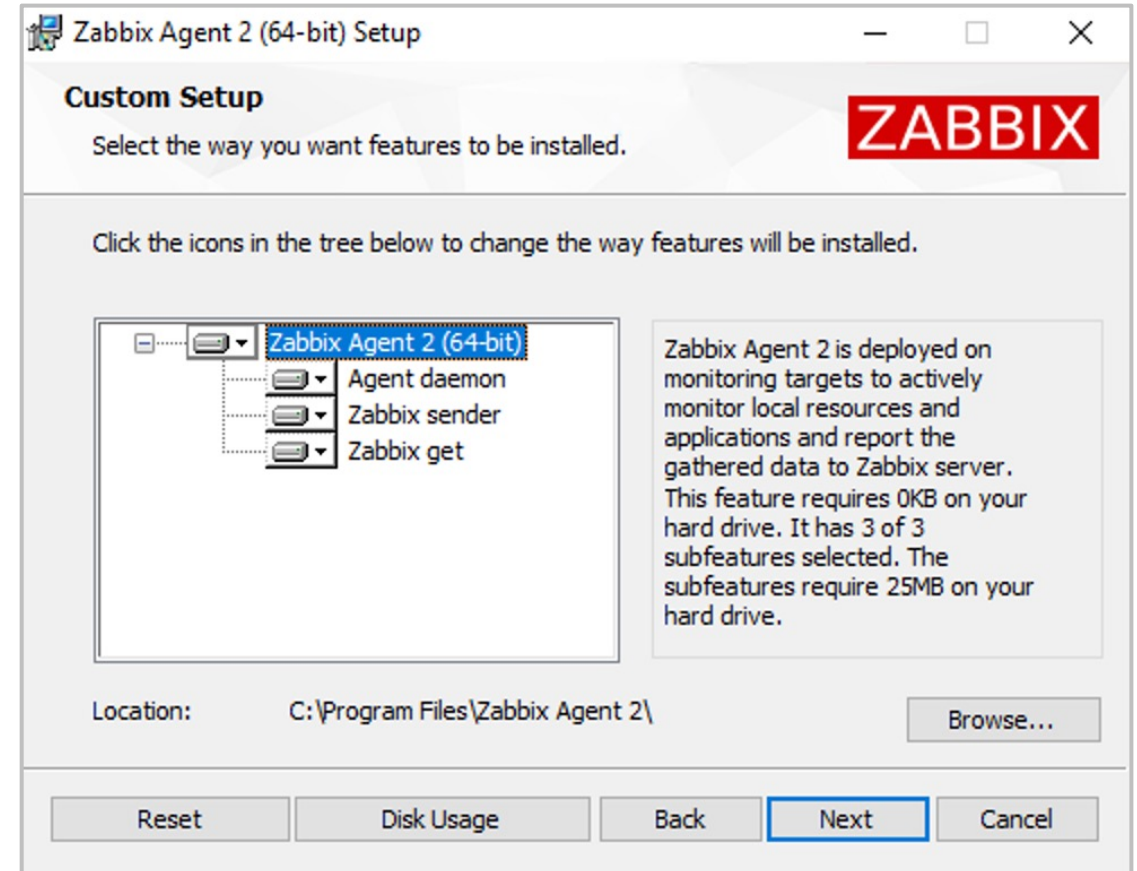 Zabbix Agent 2 (64-bit) Setup
Custom Setup
Select the way you want features to be installed.
ZABBIX
Click the icons in the tree below to change the way features will be installed.
Zabbix Agent 2 (64-bit)
Agent daemon
Zabbix sender
Zabbix get
Zabbix Agent 2 is deployed on
monitoring targets to actively
monitor local resources and
applications and report the
gathered data to Zabbix server.
This feature requires 0KB on your
hard drive. It has 3 of 3
subfeatures selected. The
subfeatures require 25MB on your
hard drive.
Location: C:\Program Files\Zabbix Agent 2\
Browse...
Reset Disk Usage Back Next Cancel